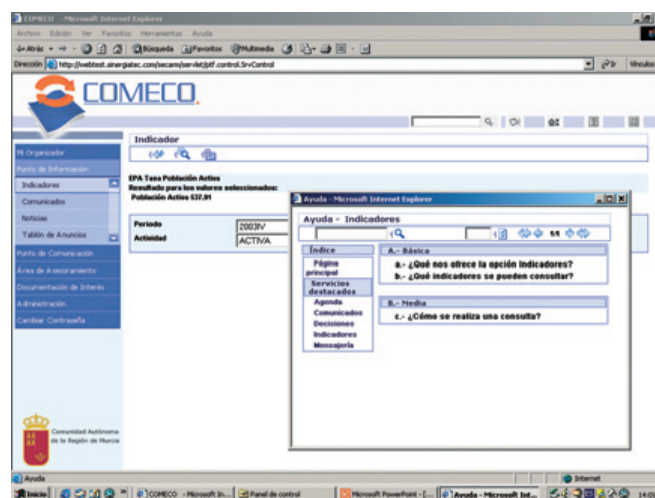 COMECO - Microsoft Internet Explorer
Archivo Edición Ver Favoritos Herramientas Ayuda
Atrás Búsqueda Favoritos Multimedia
Dirección http://webtest.sinergiatec.com/secarm/servlet/ptf.control.SrvControl Ir Vínculos
COMECO.
Indicador
Mi Organizador
Punto de Información
Indicadores
Comunicados
Noticias
Tablón de Anuncios
Punto de Comunicación
Área de Asesoramiento
Documentación de Interés
Administración
Cambiar Contraseña
EPA Tasa Población Activa
Resultado para los valores seleccionados:
Población Activa 637.91
Periodo 2003IV
Actividad ACTIVA
Ayuda - Microsoft Internet Explorer
Ayuda - Indicadores
1/1
Índice
Página principal
Servicios destacados
Agenda
Comunicados
Decisiones
Indicadores
Mensajería
A.- Básica
a.- ¿Qué nos ofrece la opción Indicadores?
b.- ¿Qué indicadores se pueden consultar?
B.- Media
c.- ¿Cómo se realiza una consulta?
Comunidad Autónoma
de la Región de Murcia
Ayuda Internet
Inicio COMECO - Microsoft In... Panel de control Microsoft PowerPoint - [... Ayuda - Microsoft Int...